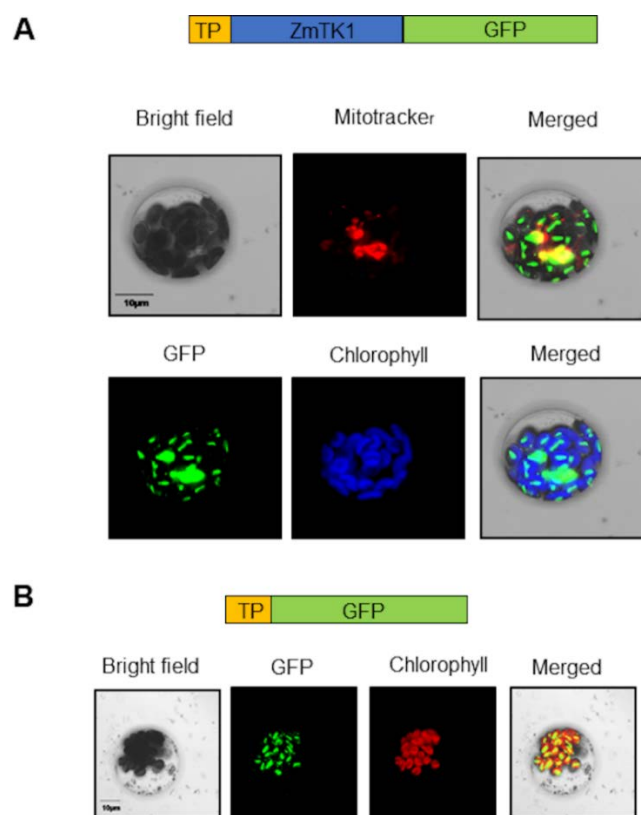 A
TP ZmTK1 GFP
Bright field Mitotracker Merged
10μm
GFP Chlorophyll Merged
B
TP GFP
Bright field GFP Chlorophyll Merged
10μm